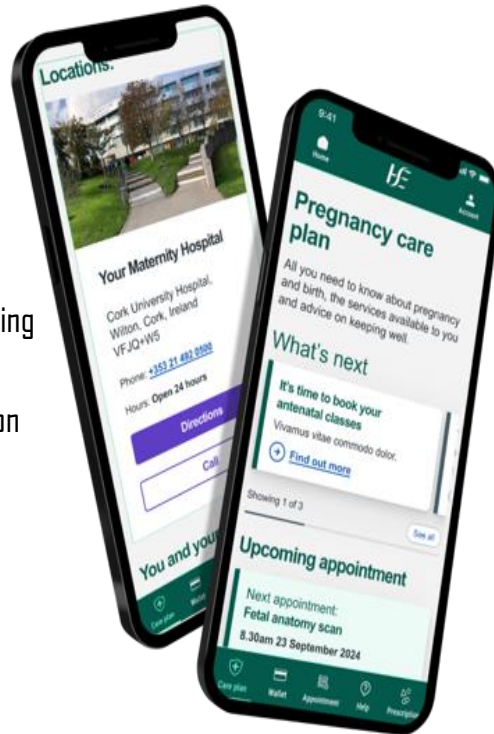 Locations:
Your Maternity Hospital
Cork University Hospital,
Wilton, Cork, Ireland
VFJQ+W5
Phone: +353 21 492 0500
Hours: Open 24 hours
Directions
Call
You and your
Care plan
Wallet
ing
on
9:41
Home
Account
Pregnancy care
plan
All you need to know about pregnancy
and birth, the services available to you
and advice on keeping well.
What's next
It's time to book your
antenatal classes
Vivamus vitae commodo dolor.
Find out more
Showing 1 of 3
See all
Upcoming appointment
Next appointment:
Fetal anatomy scan
8.30am 23 September 2024
Care plan
Wallet
Appointment
Help
Prescription